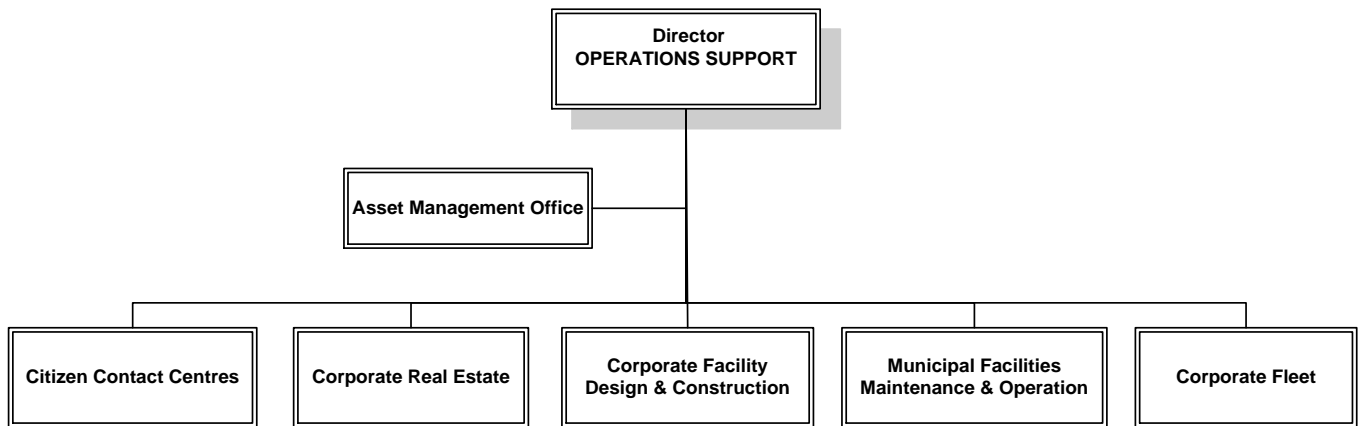 Director
OPERATIONS SUPPORT
Asset Management Office
Citizen Contact Centres
Corporate Real Estate
Corporate Facility
Design & Construction
Municipal Facilities
Maintenance & Operation
Corporate Fleet